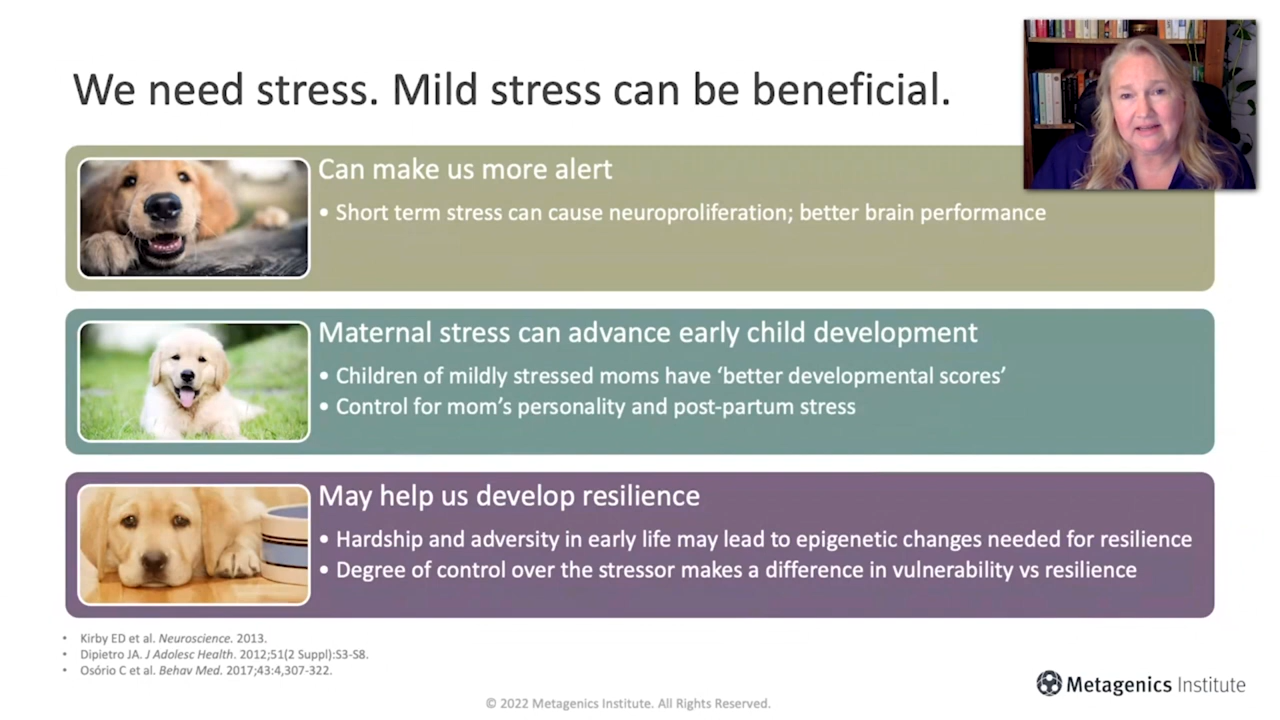 We need stress. Mild stress can be beneficial.
Can make us more alert
• Short term stress can cause neuroproliferation; better brain performance
Maternal stress can advance early child development
• Children of mildly stressed moms have ‘better developmental scores’
• Control for mom’s personality and post-partum stress
May help us develop resilience
• Hardship and adversity in early life may lead to epigenetic changes needed for resilience
• Degree of control over the stressor makes a difference in vulnerability vs resilience
• Kirby ED et al. Neuroscience. 2013.
• Dipietro JA. J Adolesc Health. 2012;51(2 Suppl):S3-S8.
• Osório C et al. Behav Med. 2017;43:4,307-322.
Metagenics Institute
© 2022 Metagenics Institute. All Rights Reserved.